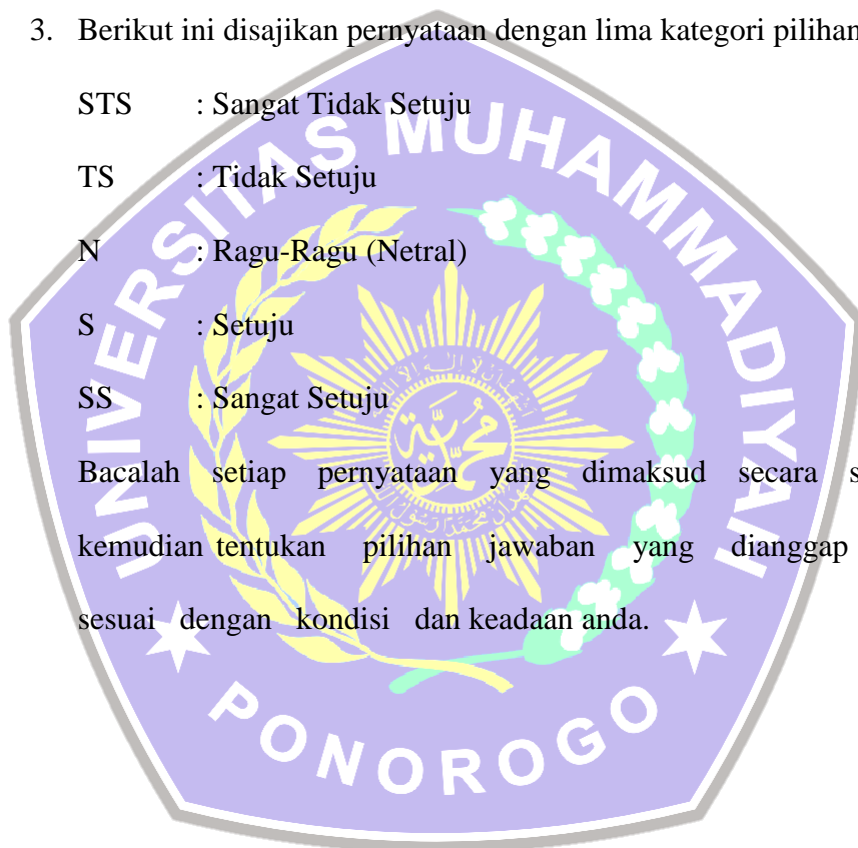 3. Berikut ini disajikan pernyataan dengan lima kategori pilihan
STS : Sangat Tidak Setuju
TS : Tidak Setuju
N : Ragu-Ragu (Netral)
S : Setuju
SS : Sangat Setuju
Bacalah setiap pernyataan yang dimaksud secara s
kemudian tentukan pilihan jawaban yang dianggap
sesuai dengan kondisi dan keadaan anda.
UNIVERSITAS MUHAMMADIYAH
PONOROGO
محمدية